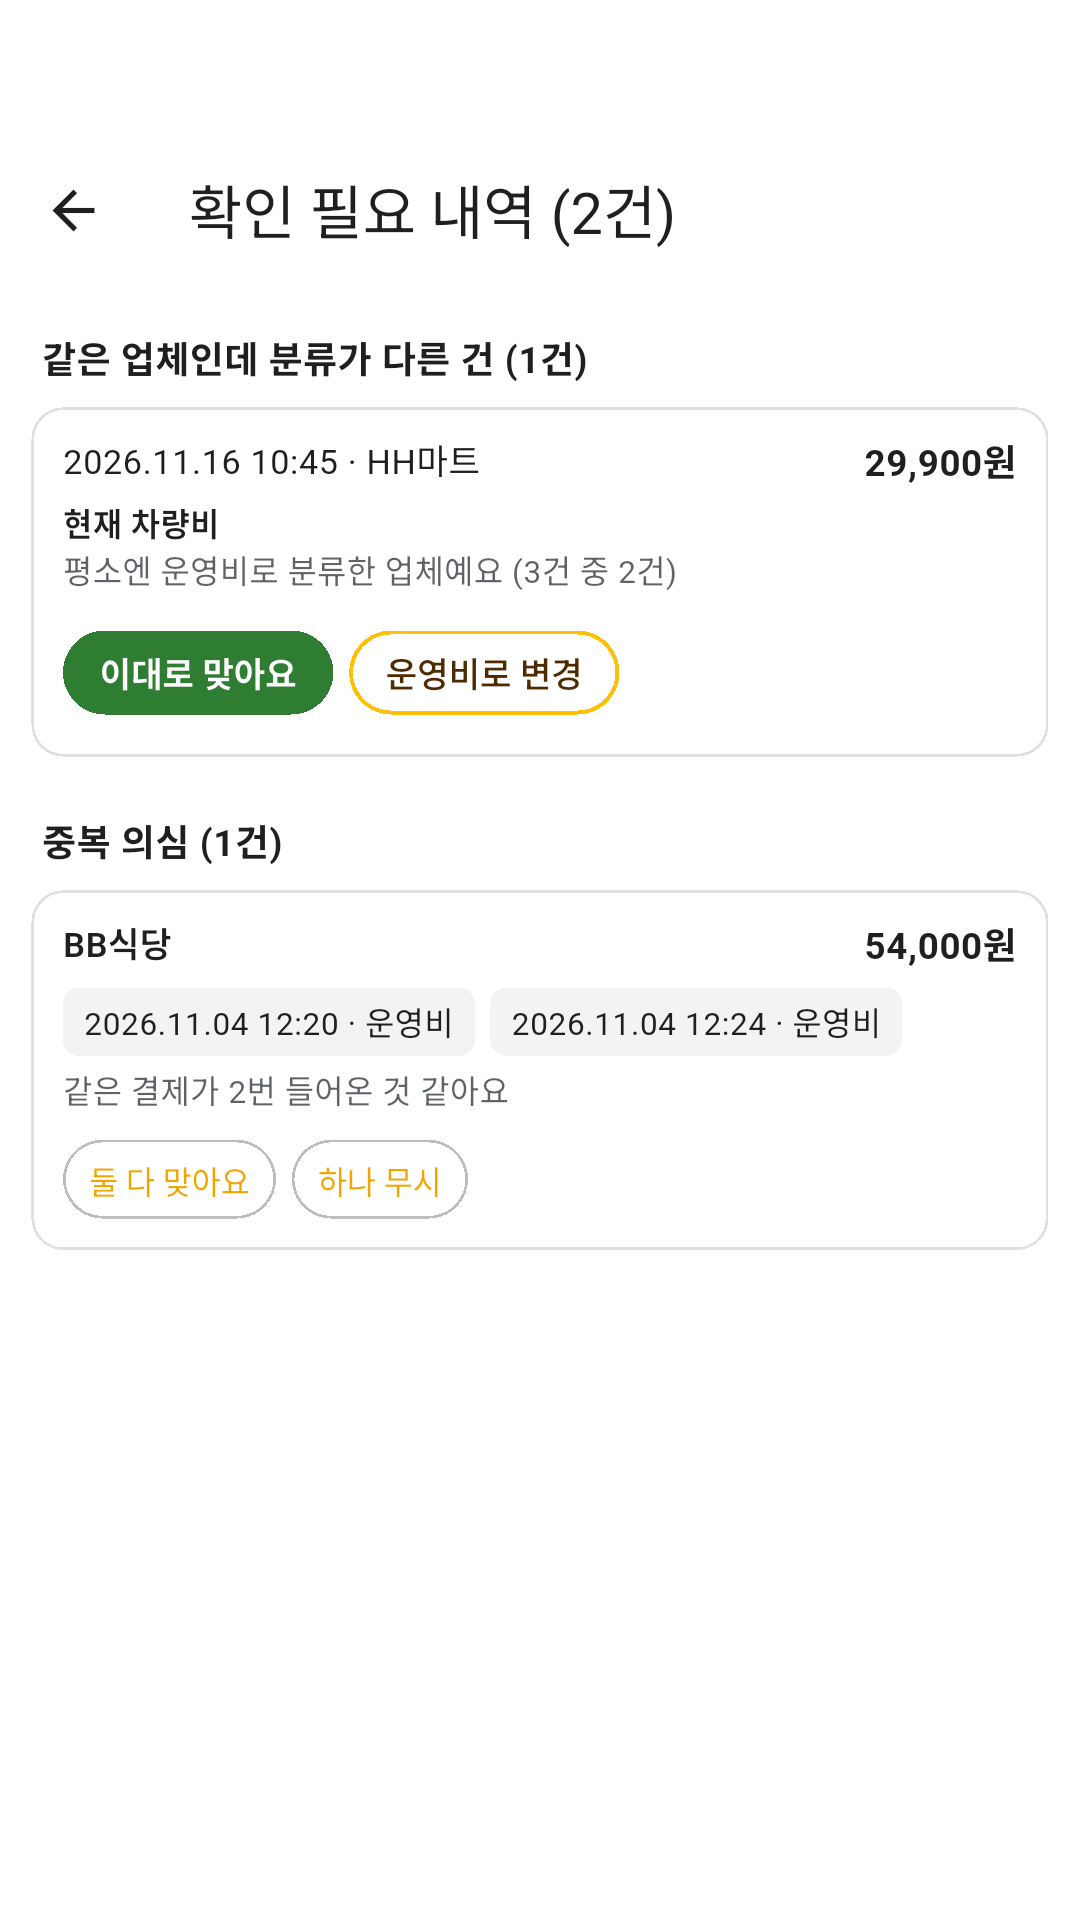 확인 필요 내역 (2건)
같은 업체인데 분류가 다른 건 (1건)
2026.11.16 10:45 · HH마트 29,900원
현재 차량비
평소엔 운영비로 분류한 업체예요 (3건 중 2건)
이대로 맞아요 운영비로 변경
중복 의심 (1건)
BB식당 54,000원
2026.11.04 12:20 · 운영비 2026.11.04 12:24 · 운영비
같은 결제가 2번 들어온 것 같아요
둘 다 맞아요 하나 무시